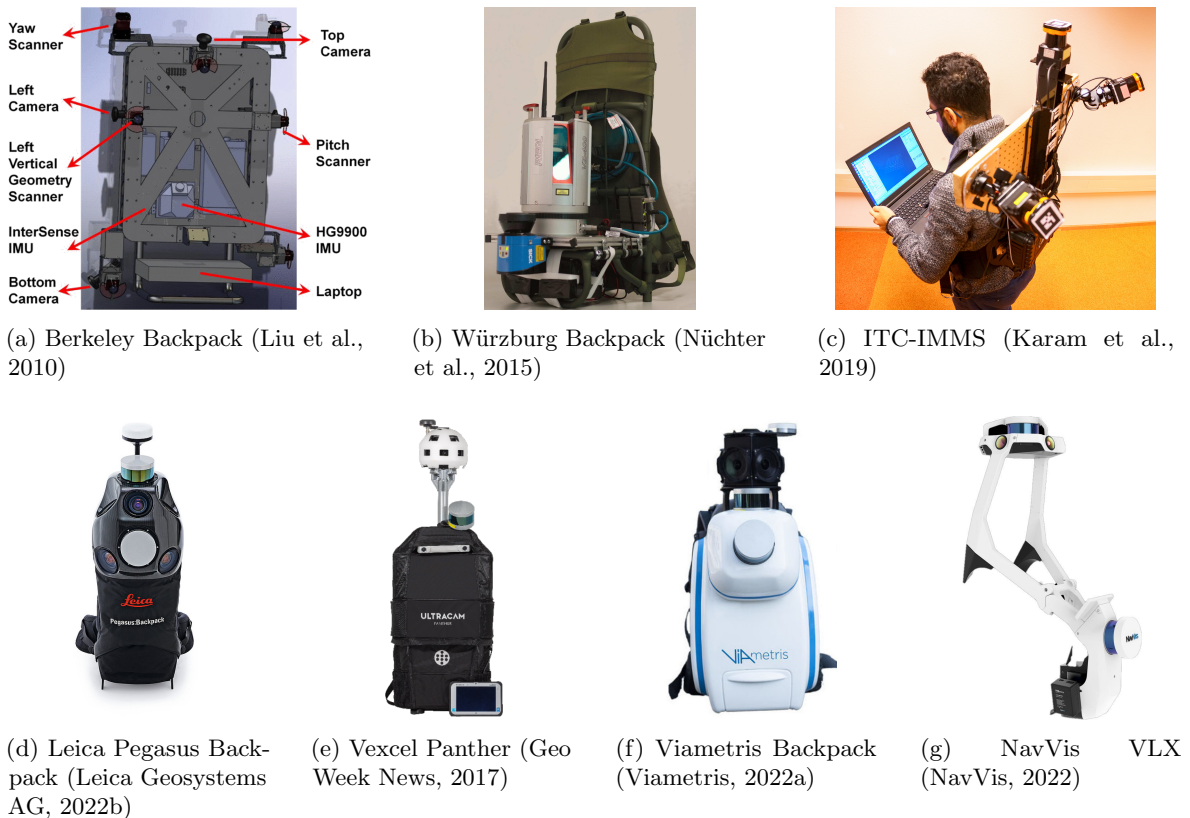 Yaw
Scanner
Top
Camera
Left
Camera
Left
Vertical
Geometry
Scanner
Pitch
Scanner
InterSense
IMU
HG9900
IMU
Bottom
Camera
Laptop
(a) Berkeley Backpack (Liu et al.,
2010)
(b) Würzburg Backpack (Nüchter
et al., 2015)
(c) ITC-IMMS (Karam et al.,
2019)
Leica
Pegasus:Backpack
ULTRACAM
PANTHER
ViAmetris
NavVis
(d) Leica Pegasus Back-
pack (Leica Geosystems
AG, 2022b)
(e) Vexcel Panther (Geo
Week News, 2017)
(f) Viametris Backpack
(Viametris, 2022a)
(g) NavVis VLX
(NavVis, 2022)